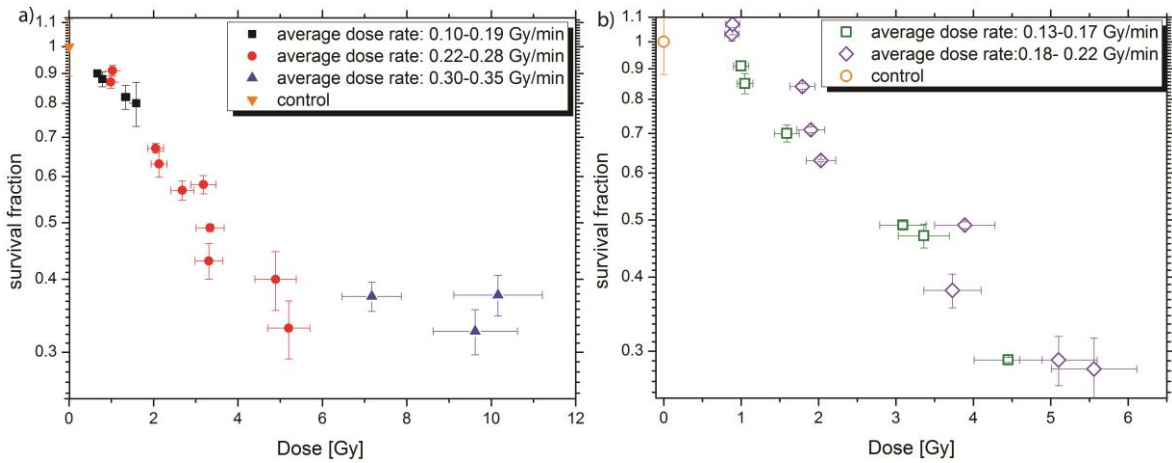 a)
1.1
1
0.9
0.8
0.7
0.6
0.5
0.4
0.3
survival fraction
average dose rate: 0.10-0.19 Gy/min
average dose rate: 0.22-0.28 Gy/min
average dose rate: 0.30-0.35 Gy/min
control
0 2 4 6 8 10 12
Dose [Gy]
b)
1.1
1.0
0.9
0.8
0.7
0.6
0.5
0.4
0.3
survival fraction
average dose rate: 0.13-0.17 Gy/min
average dose rate:0.18- 0.22 Gy/min
control
0 1 2 3 4 5 6
Dose [Gy]